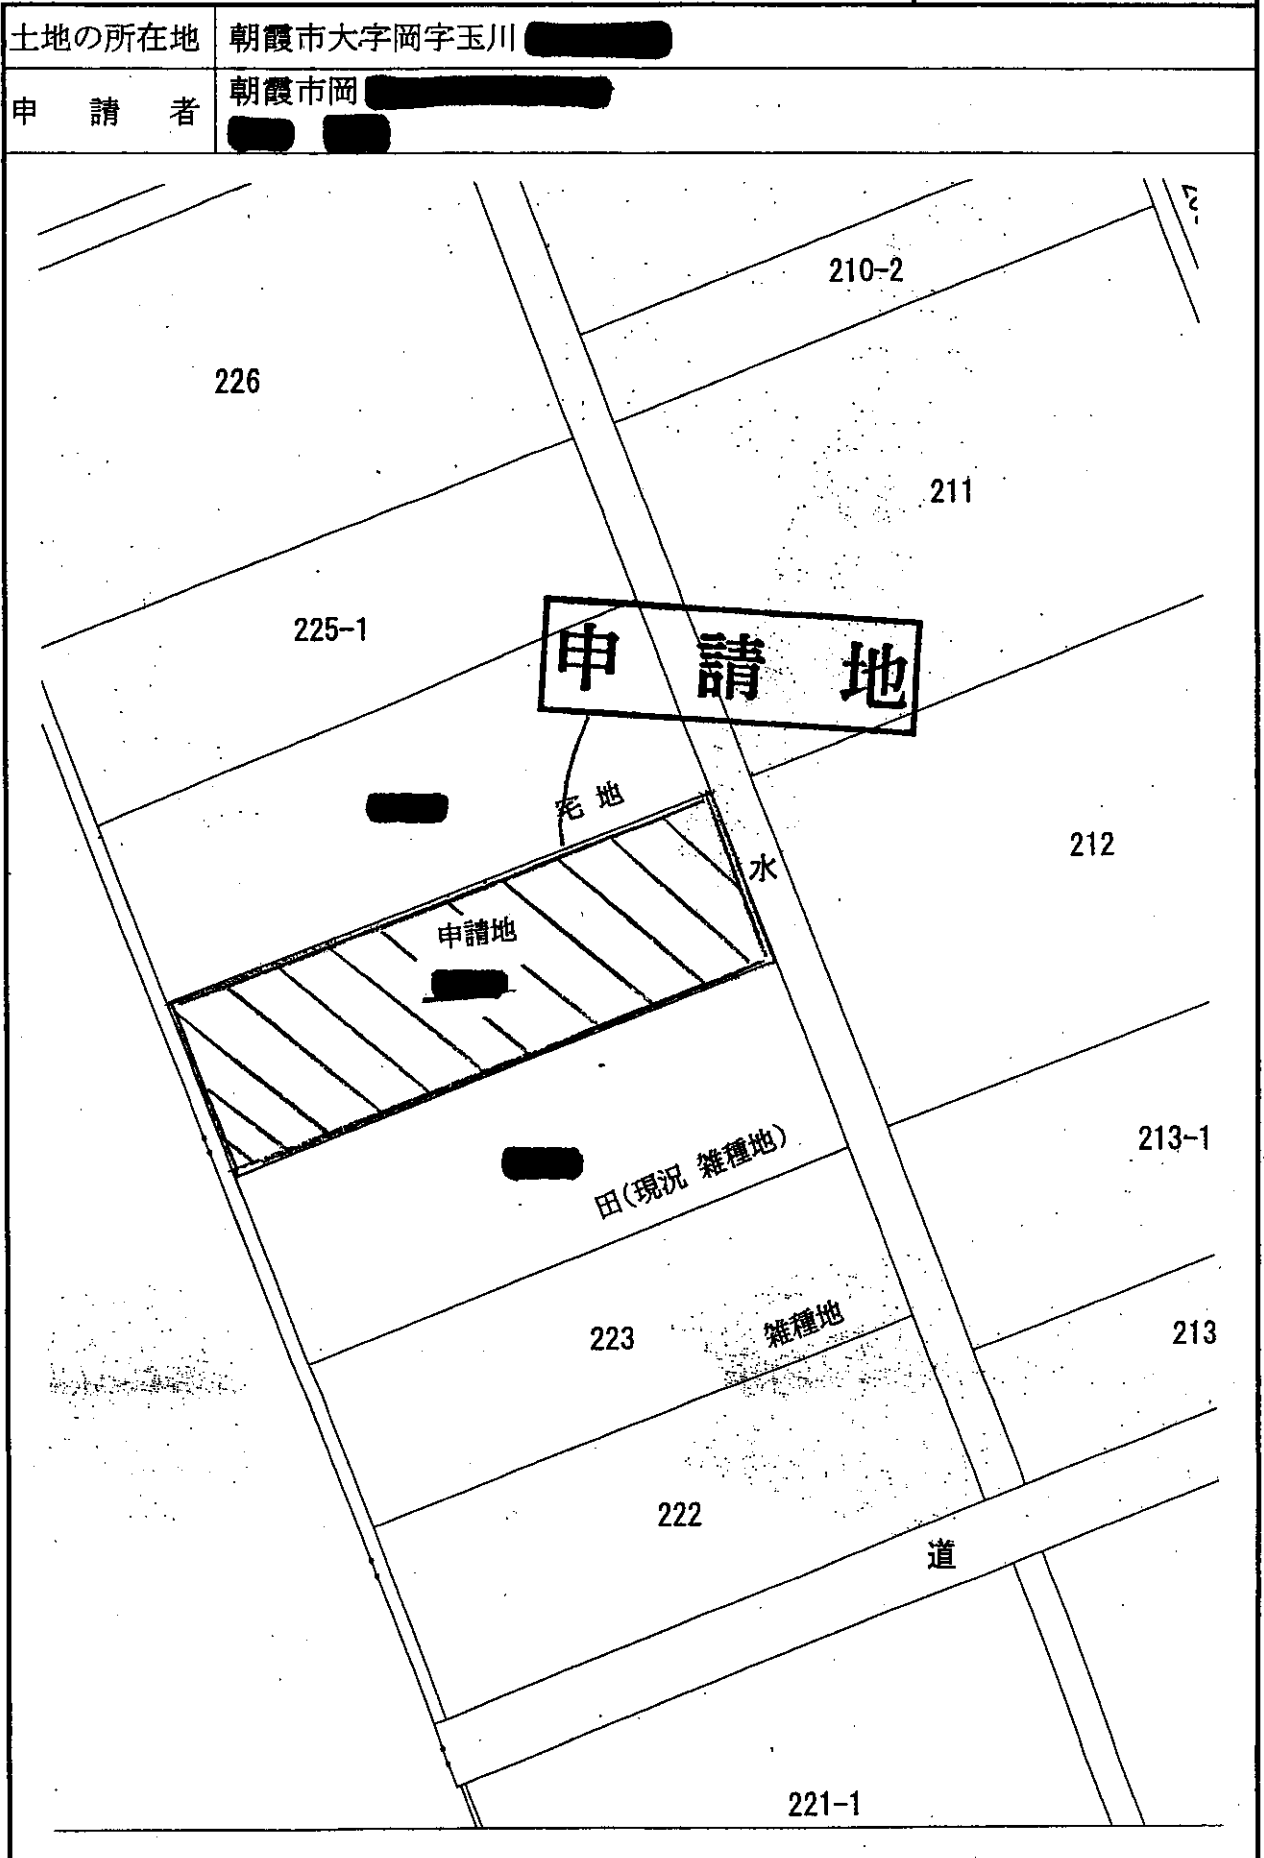 土地の所在地 朝霞市大字岡字玉川
申請者 朝霞市岡
210-2
226
211
225-1
申請地
宅地
水
212
申請地
213-1
田(現況 雑種地)
雑種地
223
213
222
道
221-1